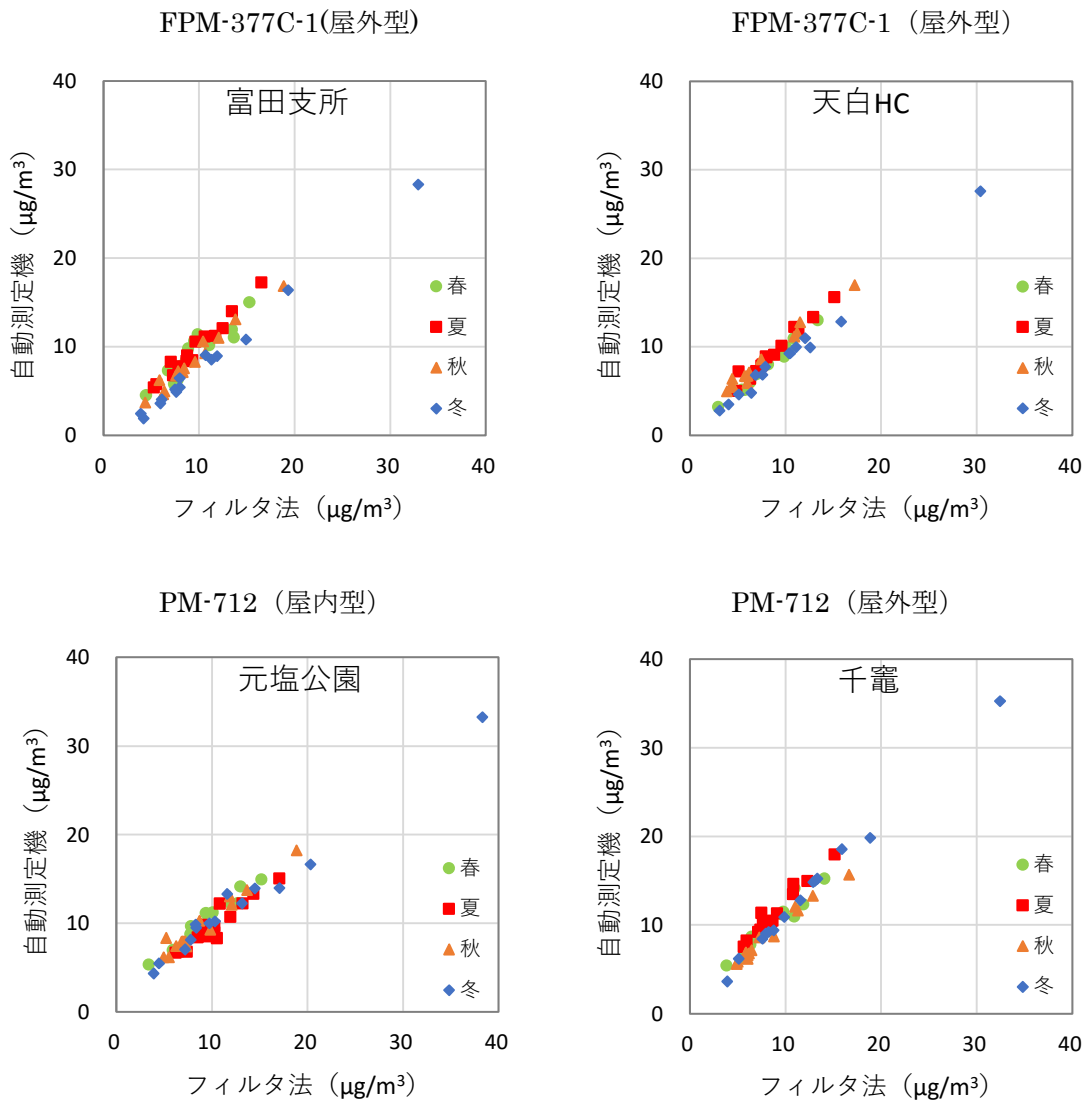 FPM-377C-1(屋外型)
富田支所
自動測定機（µg/m³）
40
30
20
10
0
春
夏
秋
冬
0 10 20 30 40
フィルタ法（µg/m³）
FPM-377C-1（屋外型）
天白HC
自動測定機（µg/m³）
40
30
20
10
0
春
夏
秋
冬
0 10 20 30 40
フィルタ法（µg/m³）
PM-712（屋内型）
元塩公園
自動測定機（µg/m³）
40
30
20
10
0
春
夏
秋
冬
0 10 20 30 40
フィルタ法（µg/m³）
PM-712（屋外型）
千竈
自動測定機（µg/m³）
40
30
20
10
0
春
夏
秋
冬
0 10 20 30 40
フィルタ法（µg/m³）